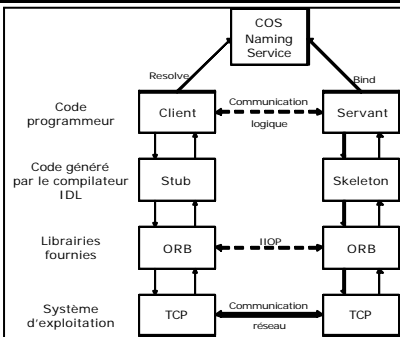 COS
Naming
Service
Resolve
Bind
Code
programmeur
Client
Communication
logique
Servant
Code généré
par le compilateur
IDL
Stub
Skeleton
Librairies
fournies
ORB
IIOP
ORB
Système
d'exploitation
TCP
Communication
réseau
TCP